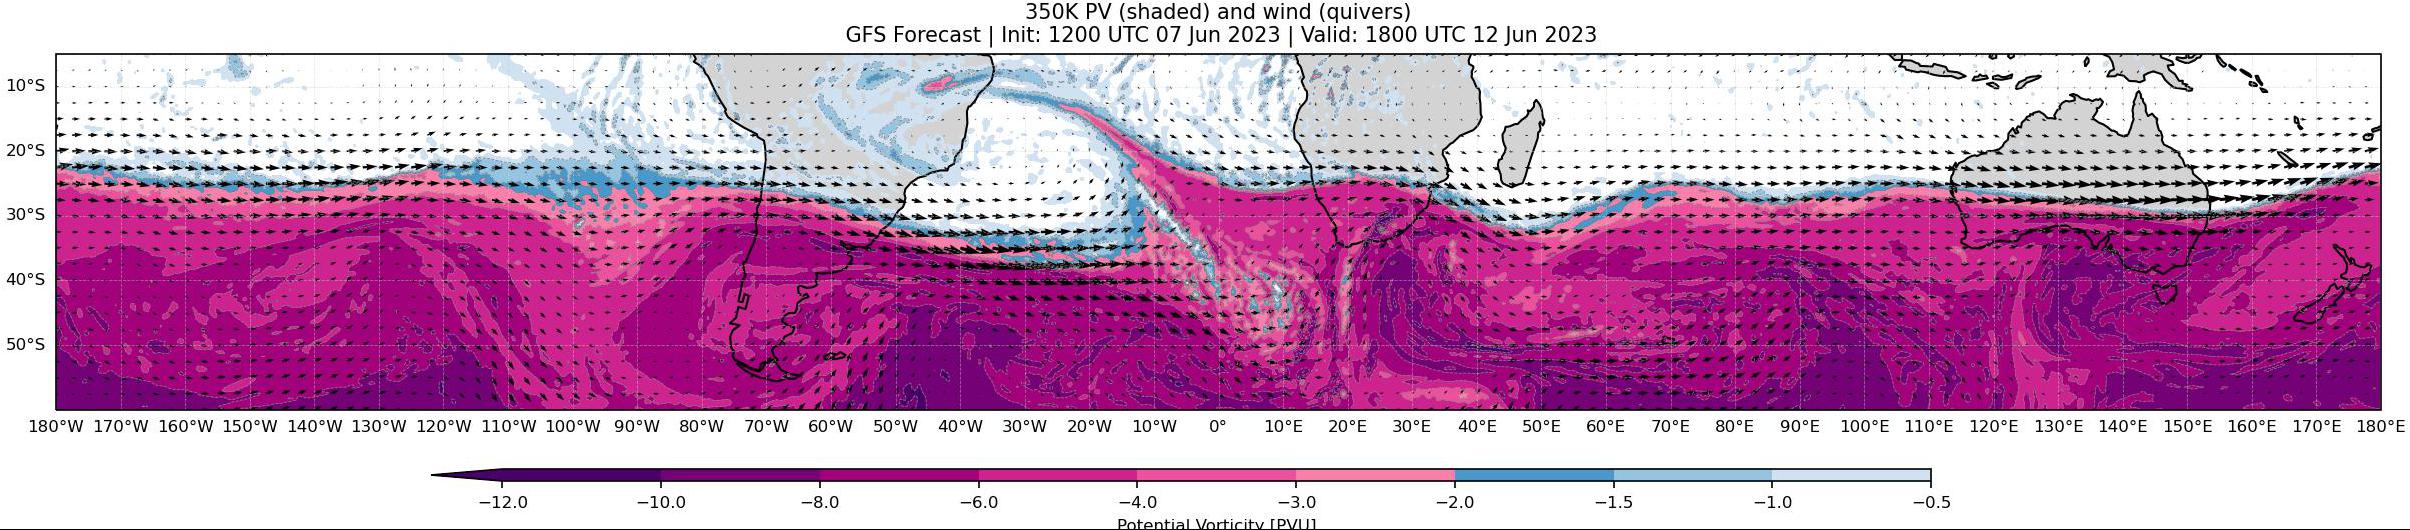 350K PV (shaded) and wind (quivers)
GFS Forecast | Init: 1200 UTC 07 Jun 2023 | Valid: 1800 UTC 12 Jun 2023
10°S
20°S
30°S
40°S
50°S
180°W 170°W 160°W 150°W 140°W 130°W 120°W 110°W 100°W 90°W 80°W 70°W 60°W 50°W 40°W 30°W 20°W 10°W 0° 10°E 20°E 30°E 40°E 50°E 60°E 70°E 80°E 90°E 100°E 110°E 120°E 130°E 140°E 150°E 160°E 170°E 180°E
−12.0 −10.0 −8.0 −6.0 −4.0 −3.0 −2.0 −1.5 −1.0 −0.5
Potential Vorticity [PVU]